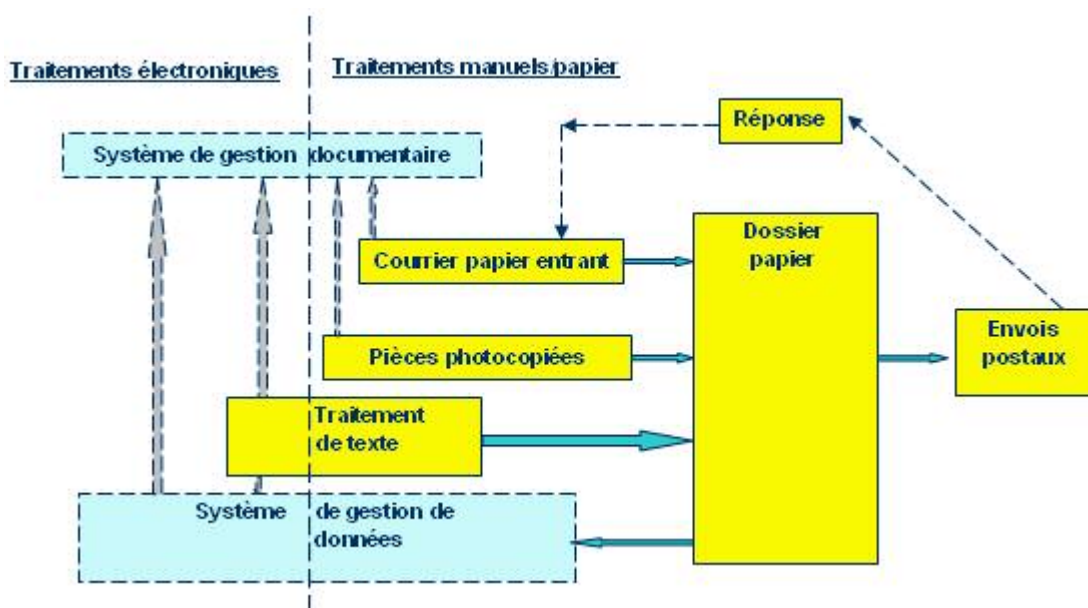 Traitements électroniques
Traitements manuels/papier
Réponse
Système de gestion documentaire
Courrier papier entrant
Dossier
papier
Envois
postaux
Pièces photocopiées
Traitement
de texte
Système de gestion de
données